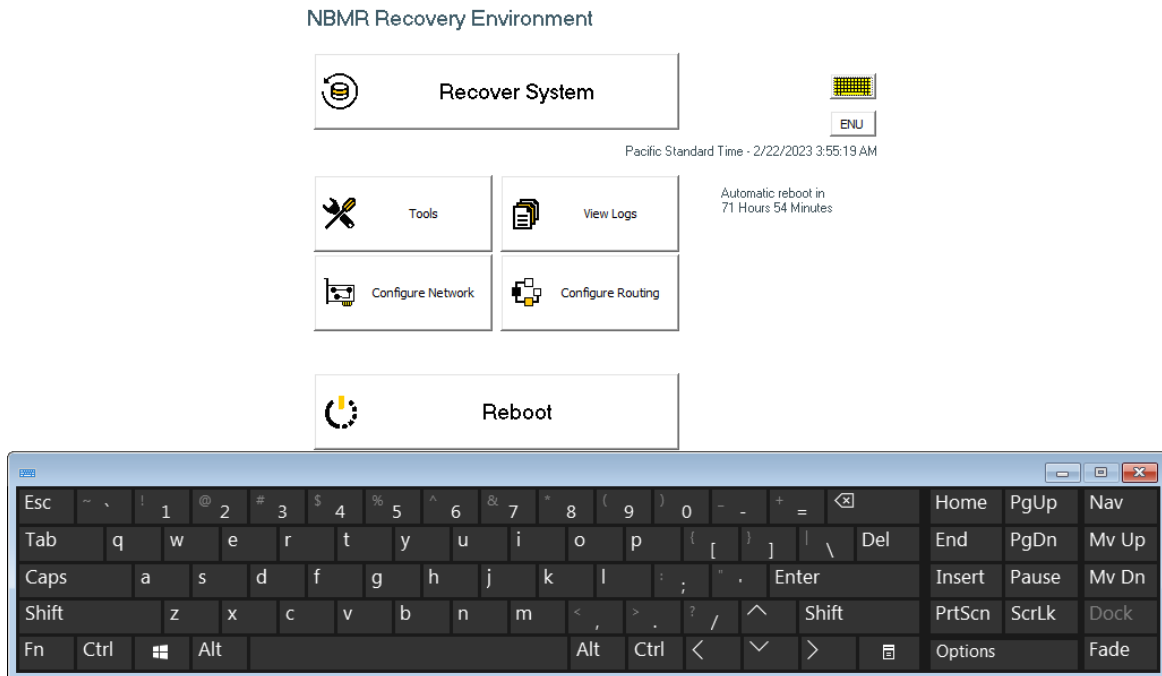 NBMR Recovery Environment
Recover System
ENU
Pacific Standard Time - 2/22/2023 3:55:19 AM
Tools
View Logs
Automatic reboot in
71 Hours 54 Minutes
Configure Network
Configure Routing
Reboot
Esc ~ ` ! 1 @ 2 # 3 $ 4 % 5 ^ 6 & 7 * 8 ( 9 ) 0 _ - + = Home PgUp Nav
Tab q w e r t y u i o p { [ } ] | \ Del End PgDn Mv Up
Caps a s d f g h j k l : ; " ' Enter Insert Pause Mv Dn
Shift z x c v b n m < , > . ? / Shift PrtScn ScrLk Dock
Fn Ctrl Alt Alt Ctrl Options Fade